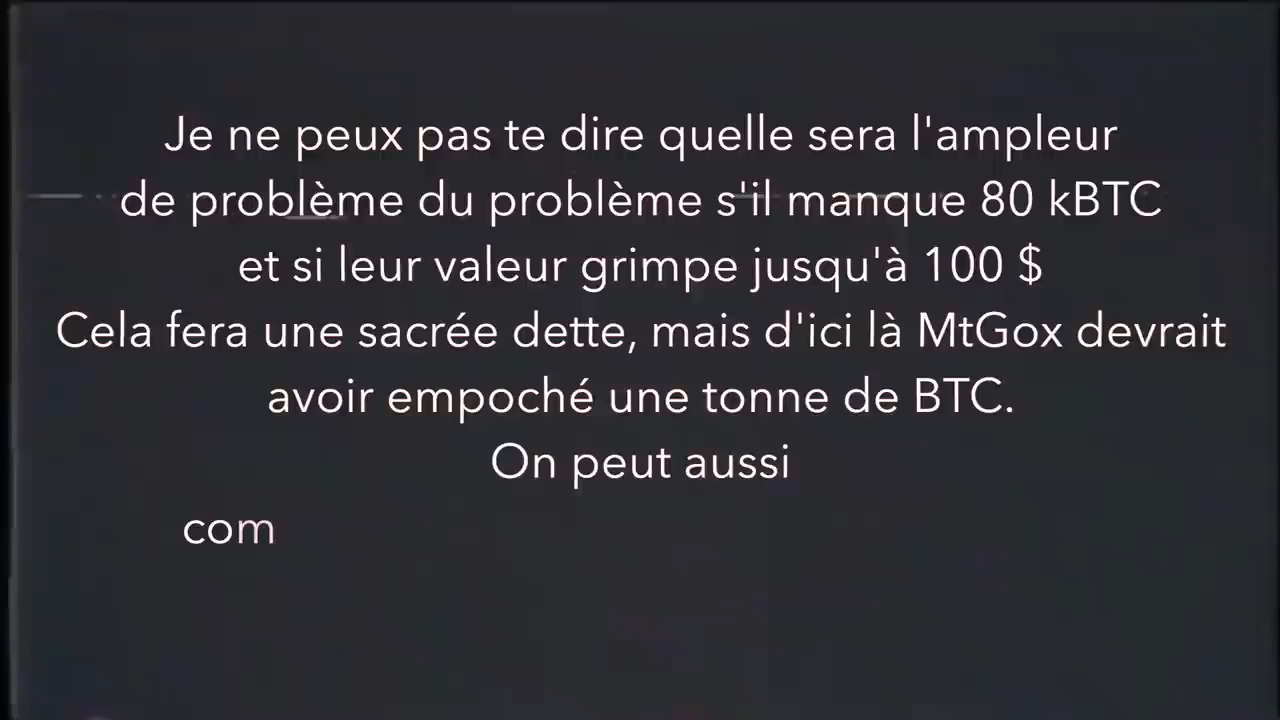 Je ne peux pas te dire quelle sera l'ampleur
de problème du problème s'il manque 80 kBTC
et si leur valeur grimpe jusqu'à 100 $
Cela fera une sacrée dette, mais d'ici là MtGox devrait
avoir empoché une tonne de BTC.
On peut aussi
com